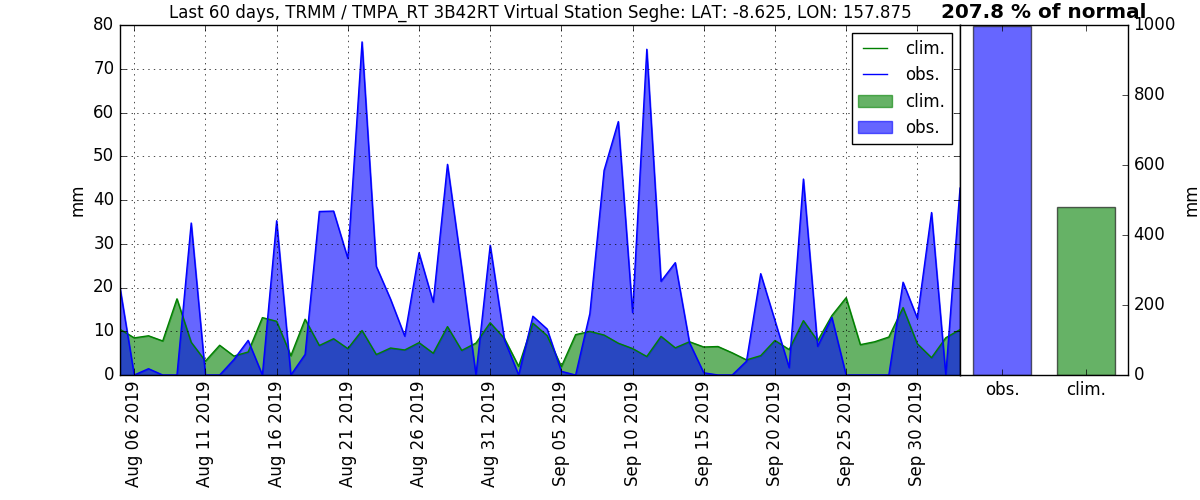 Last 60 days, TRMM / TMPA_RT 3B42RT Virtual Station Seghe: LAT: -8.625, LON: 157.875
207.8 % of normal
80
70
60
50
40
30
20
10
0
mm
clim.
obs.
clim.
obs.
1000
800
600
400
200
0
mm
obs.
clim.
Aug 06 2019
Aug 11 2019
Aug 16 2019
Aug 21 2019
Aug 26 2019
Aug 31 2019
Sep 05 2019
Sep 10 2019
Sep 15 2019
Sep 20 2019
Sep 25 2019
Sep 30 2019